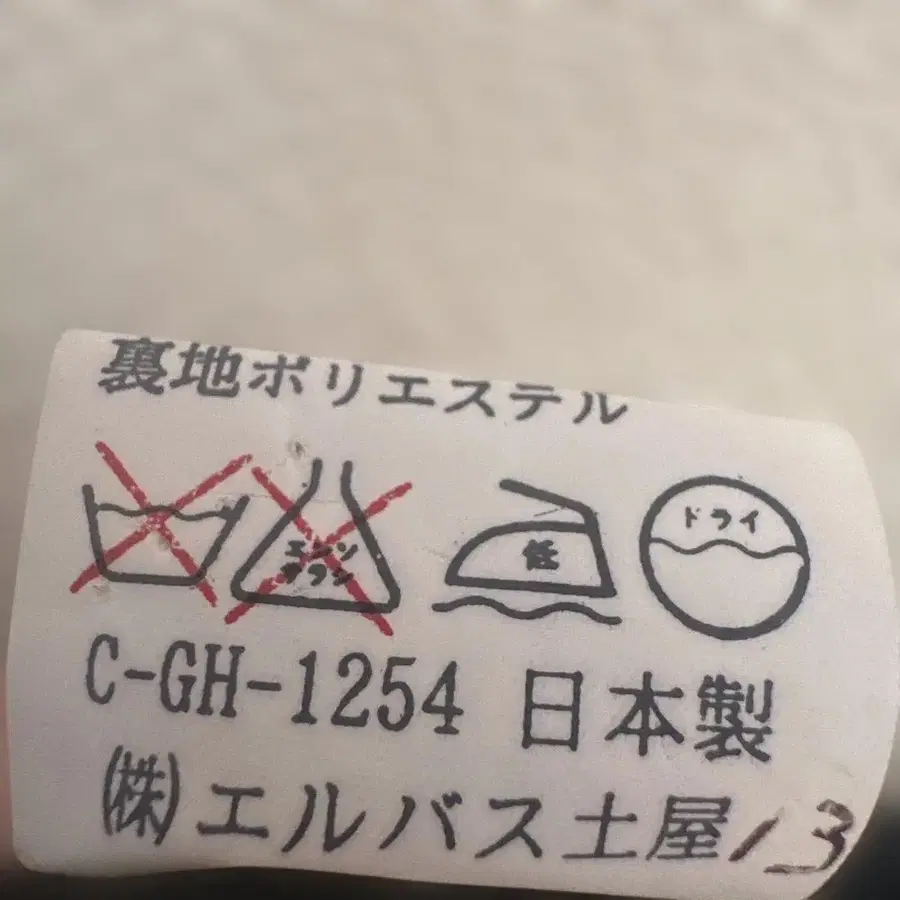 裏地ポリエステル
エンソ
サラシ
低
ドライ
C-GH-1254 日本製
㈱エルバス土屋 13